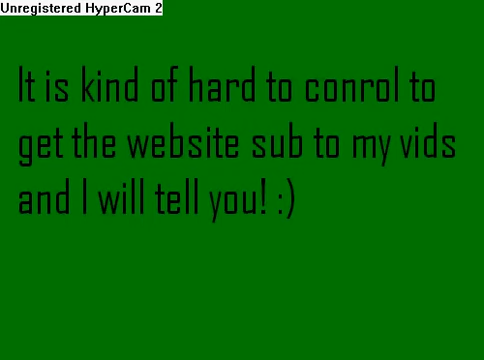 Unregistered HyperCam 2
It is kind of hard to conrol to
get the website sub to my vids
and I will tell you! :)